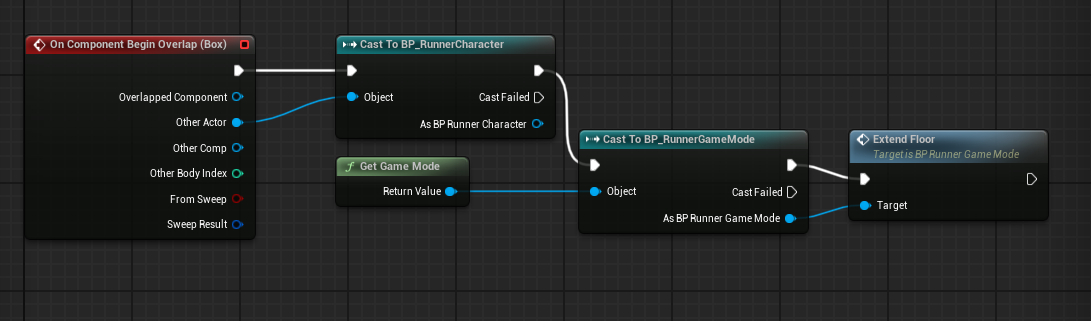 On Component Begin Overlap (Box)
Overlapped Component
Other Actor
Other Comp
Other Body Index
From Sweep
Sweep Result
Cast To BP_RunnerCharacter
Object
Cast Failed
As BP Runner Character
Get Game Mode
Return Value
Cast To BP_RunnerGameMode
Object
Cast Failed
As BP Runner Game Mode
Extend Floor
Target is BP Runner Game Mode
Target